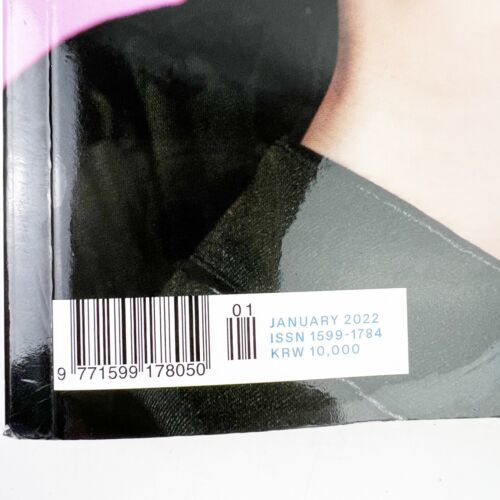 01
JANUARY 2022
ISSN 1599-1784
KRW 10,000
9 771599 178050